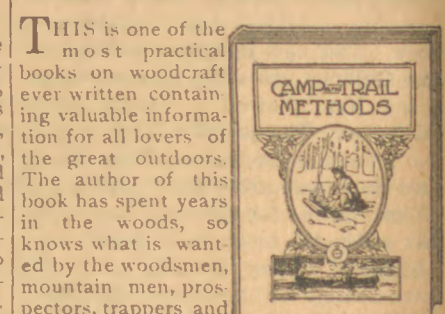 THIS is one of the
most practical
books on woodcraft
ever written contain
ing valuable informa-
tion for all lovers of
the great outdoors.
The author of this
book has spent years
in the woods, so
knows what is want-
ed by the woodsmen,
mountain men, pros-
pectors, trappers and
CAMP AND TRAIL
METHODS